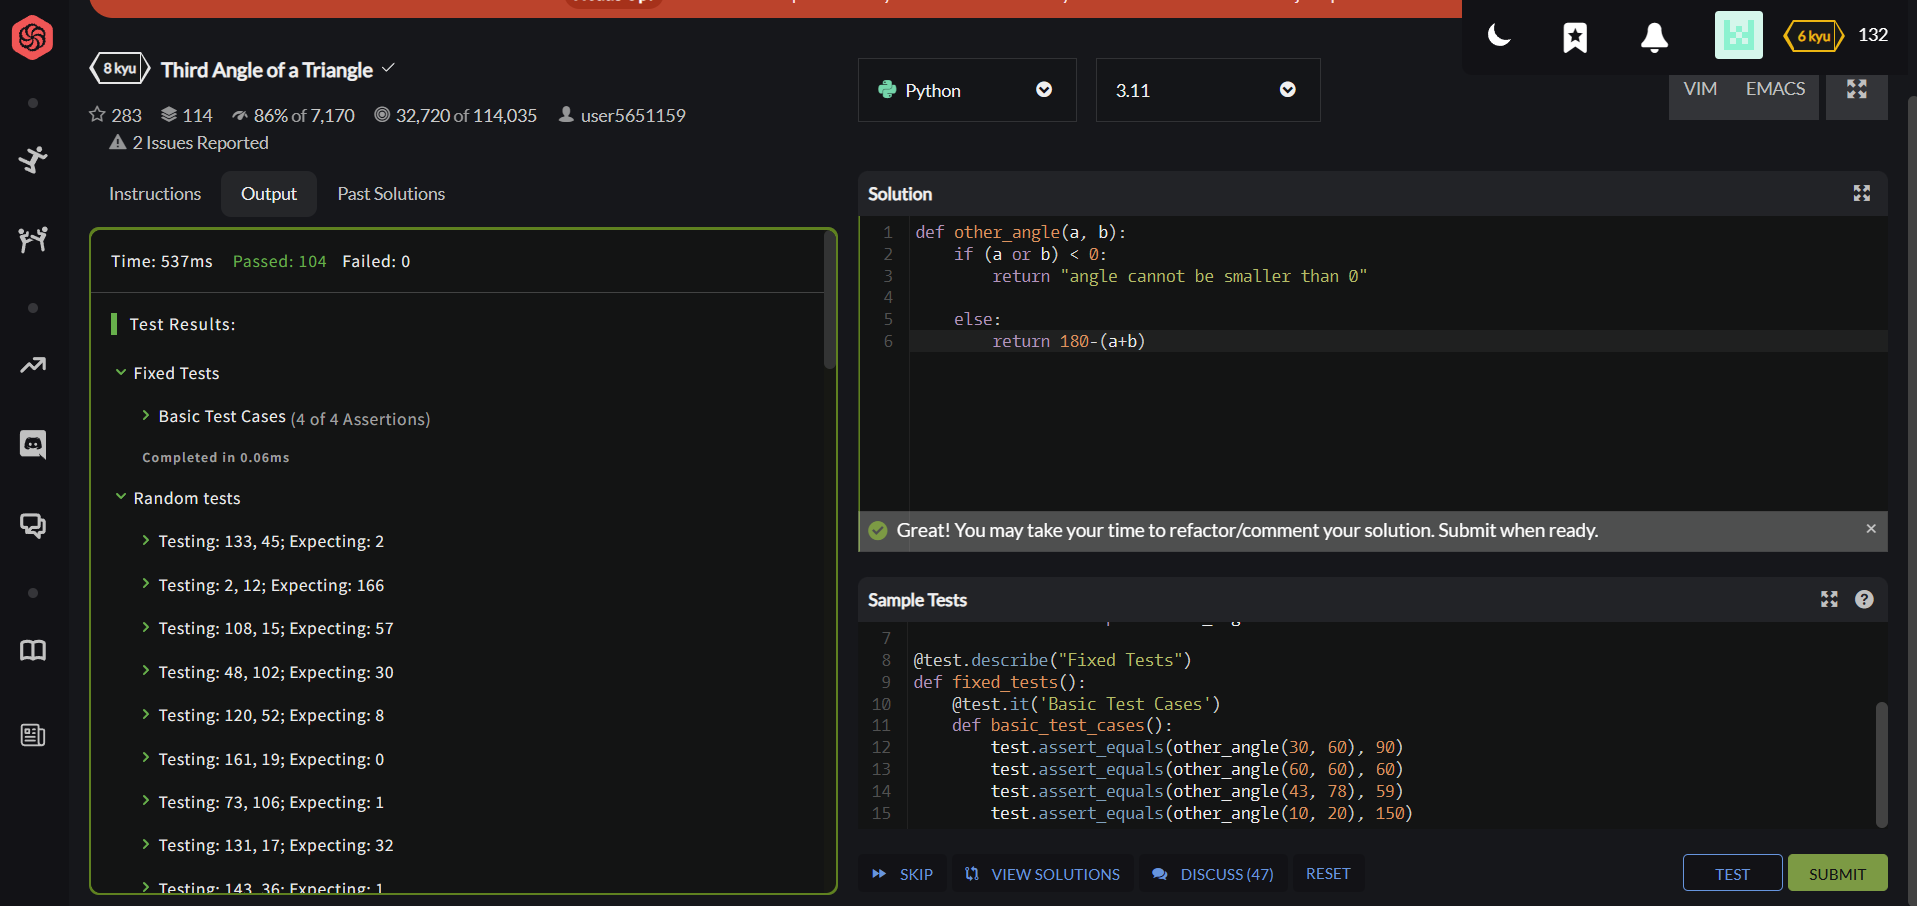 6 kyu 132
8 kyu Third Angle of a Triangle
283 114 86% of 7,170 32,720 of 114,035 user5651159
2 Issues Reported
Instructions Output Past Solutions
Time: 537ms Passed: 104 Failed: 0
Test Results:
Fixed Tests
Basic Test Cases (4 of 4 Assertions)
Completed in 0.06ms
Random tests
Testing: 133, 45; Expecting: 2
Testing: 2, 12; Expecting: 166
Testing: 108, 15; Expecting: 57
Testing: 48, 102; Expecting: 30
Testing: 120, 52; Expecting: 8
Testing: 161, 19; Expecting: 0
Testing: 73, 106; Expecting: 1
Testing: 131, 17; Expecting: 32
Testing: 143, 36; Expecting: 1
Python 3.11 VIM EMACS
Solution
1 def other_angle(a, b):
2 if (a or b) < 0:
3 return "angle cannot be smaller than 0"
4
5 else:
6 return 180-(a+b)
Great! You may take your time to refactor/comment your solution. Submit when ready.
Sample Tests
7
8 @test.describe("Fixed Tests")
9 def fixed_tests():
10 @test.it('Basic Test Cases')
11 def basic_test_cases():
12 test.assert_equals(other_angle(30, 60), 90)
13 test.assert_equals(other_angle(60, 60), 60)
14 test.assert_equals(other_angle(43, 78), 59)
15 test.assert_equals(other_angle(10, 20), 150)
SKIP VIEW SOLUTIONS DISCUSS (47) RESET TEST SUBMIT